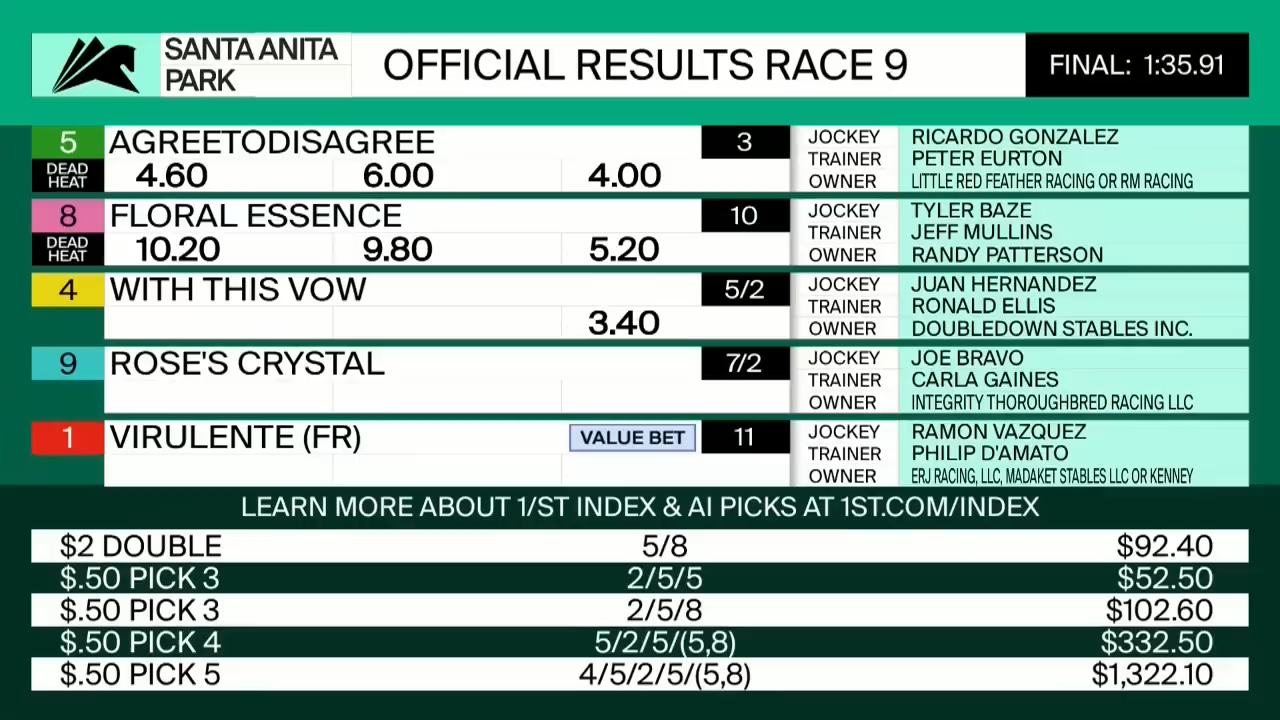 SANTA ANITA PARK
OFFICIAL RESULTS RACE 9
FINAL: 1:35.91
5 AGREETODISAGREE 3
DEAD HEAT 4.60 6.00 4.00
JOCKEY RICARDO GONZALEZ
TRAINER PETER EURTON
OWNER LITTLE RED FEATHER RACING OR RM RACING
8 FLORAL ESSENCE 10
DEAD HEAT 10.20 9.80 5.20
JOCKEY TYLER BAZE
TRAINER JEFF MULLINS
OWNER RANDY PATTERSON
4 WITH THIS VOW 5/2
3.40
JOCKEY JUAN HERNANDEZ
TRAINER RONALD ELLIS
OWNER DOUBLEDOWN STABLES INC.
9 ROSE'S CRYSTAL 7/2
JOCKEY JOE BRAVO
TRAINER CARLA GAINES
OWNER INTEGRITY THOROUGHBRED RACING LLC
1 VIRULENTE (FR) VALUE BET 11
JOCKEY RAMON VAZQUEZ
TRAINER PHILIP D'AMATO
OWNER ERJ RACING, LLC, MADAKET STABLES LLC OR KENNEY
LEARN MORE ABOUT 1/ST INDEX & AI PICKS AT 1ST.COM/INDEX
$2 DOUBLE 5/8 $92.40
$.50 PICK 3 2/5/5 $52.50
$.50 PICK 3 2/5/8 $102.60
$.50 PICK 4 5/2/5/(5,8) $332.50
$.50 PICK 5 4/5/2/5/(5,8) $1,322.10